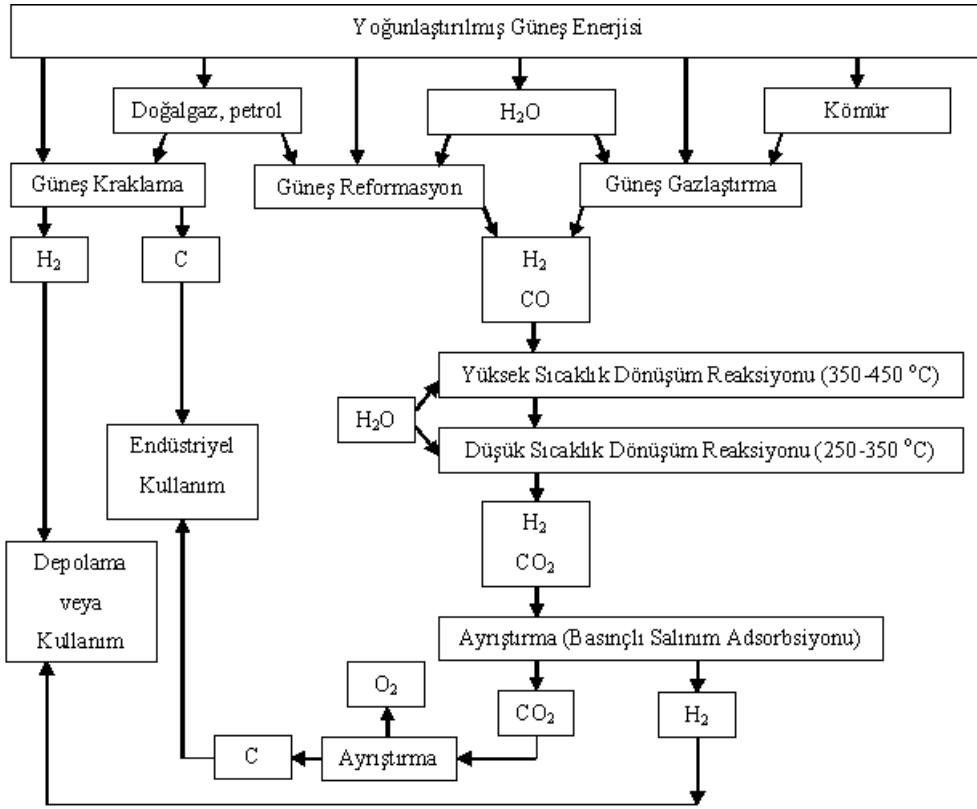 Yoğunlaştırılmış Güneş Enerjisi
Doğalgaz, petrol
H₂O
Kömür
Güneş Kraklama
Güneş Reformasyon
Güneş Gazlaştırma
H₂
C
H₂
CO
Yüksek Sıcaklık Dönüşüm Reaksiyonu (350-450 °C)
H₂O
Düşük Sıcaklık Dönüşüm Reaksiyonu (250-350 °C)
Endüstriyel
Kullanım
H₂
CO₂
Depolama
veya
Kullanım
Ayrıştırma (Basınçlı Salınım Adsorbsiyonu)
O₂
CO₂
H₂
C
Ayrıştırma